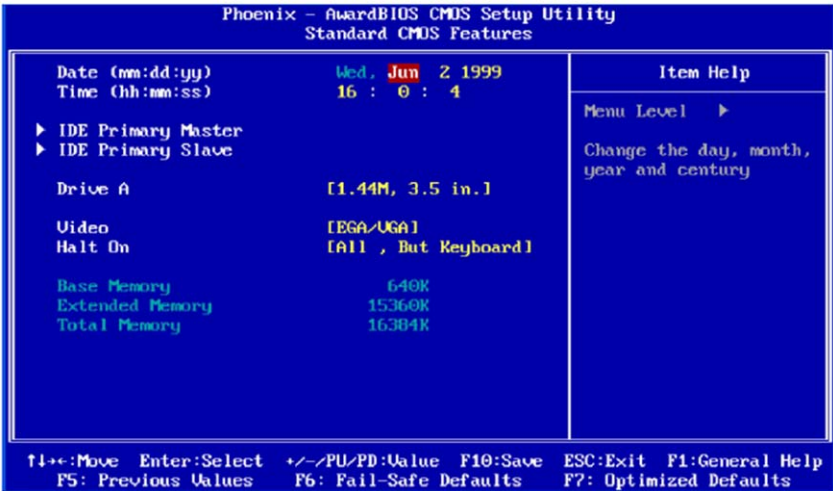 Phoenix - AwardBIOS CMOS Setup Utility
Standard CMOS Features
Date (mm:dd:yy) Wed, Jun 2 1999
Time (hh:mm:ss) 16 : 0 : 4
▶ IDE Primary Master
▶ IDE Primary Slave
Drive A [1.44M, 3.5 in.]
Video [EGA/VGA]
Halt On [All , But Keyboard]
Base Memory 640K
Extended Memory 15360K
Total Memory 16384K
Item Help
Menu Level ▶
Change the day, month,
year and century
↑↓→←:Move Enter:Select +/-/PU/PD:Value F10:Save ESC:Exit F1:General Help
F5: Previous Values F6: Fail-Safe Defaults F7: Optimized Defaults